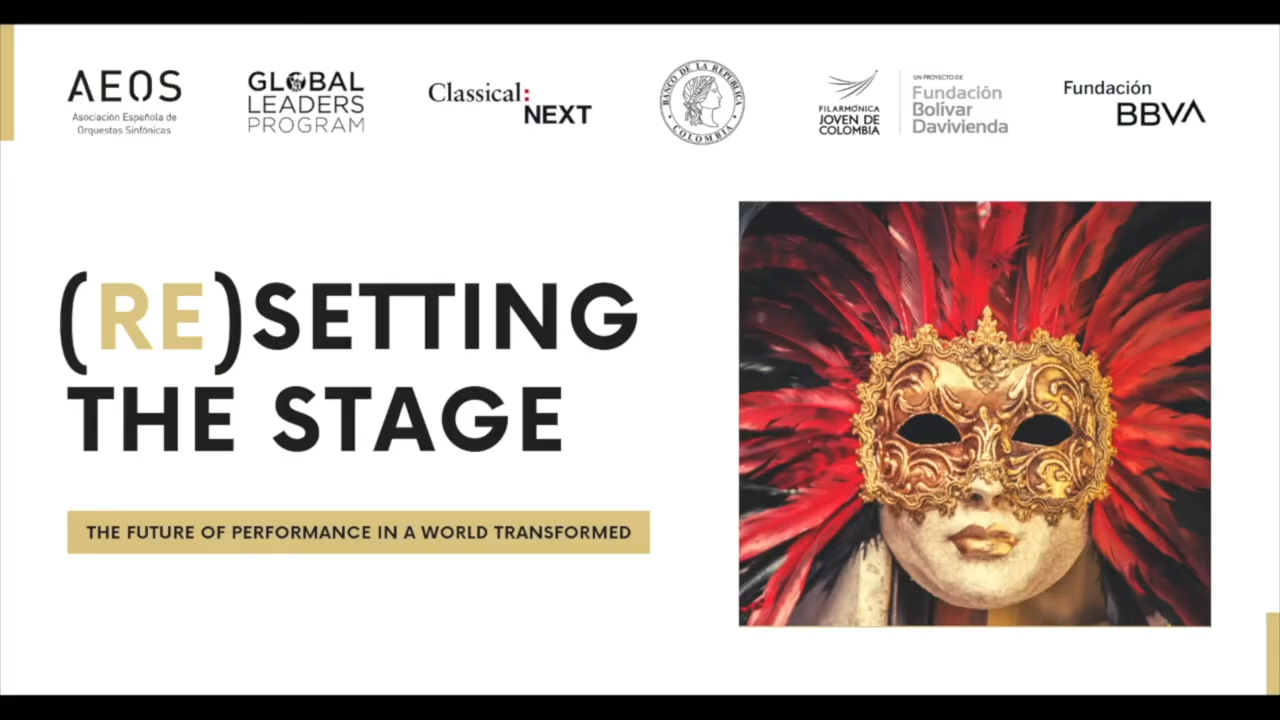 AEOS
Asociación Española de
Orquestas Sinfónicas
GLOBAL
LEADERS
PROGRAM
Classical:
NEXT
BANCO DE LA REPUBLICA
COLOMBIA
FILARMÓNICA
JOVEN DE
COLOMBIA
UN PROYECTO DE
Fundación
Bolívar
Davivienda
Fundación
BBVA
(RE)SETTING
THE STAGE
THE FUTURE OF PERFORMANCE IN A WORLD TRANSFORMED